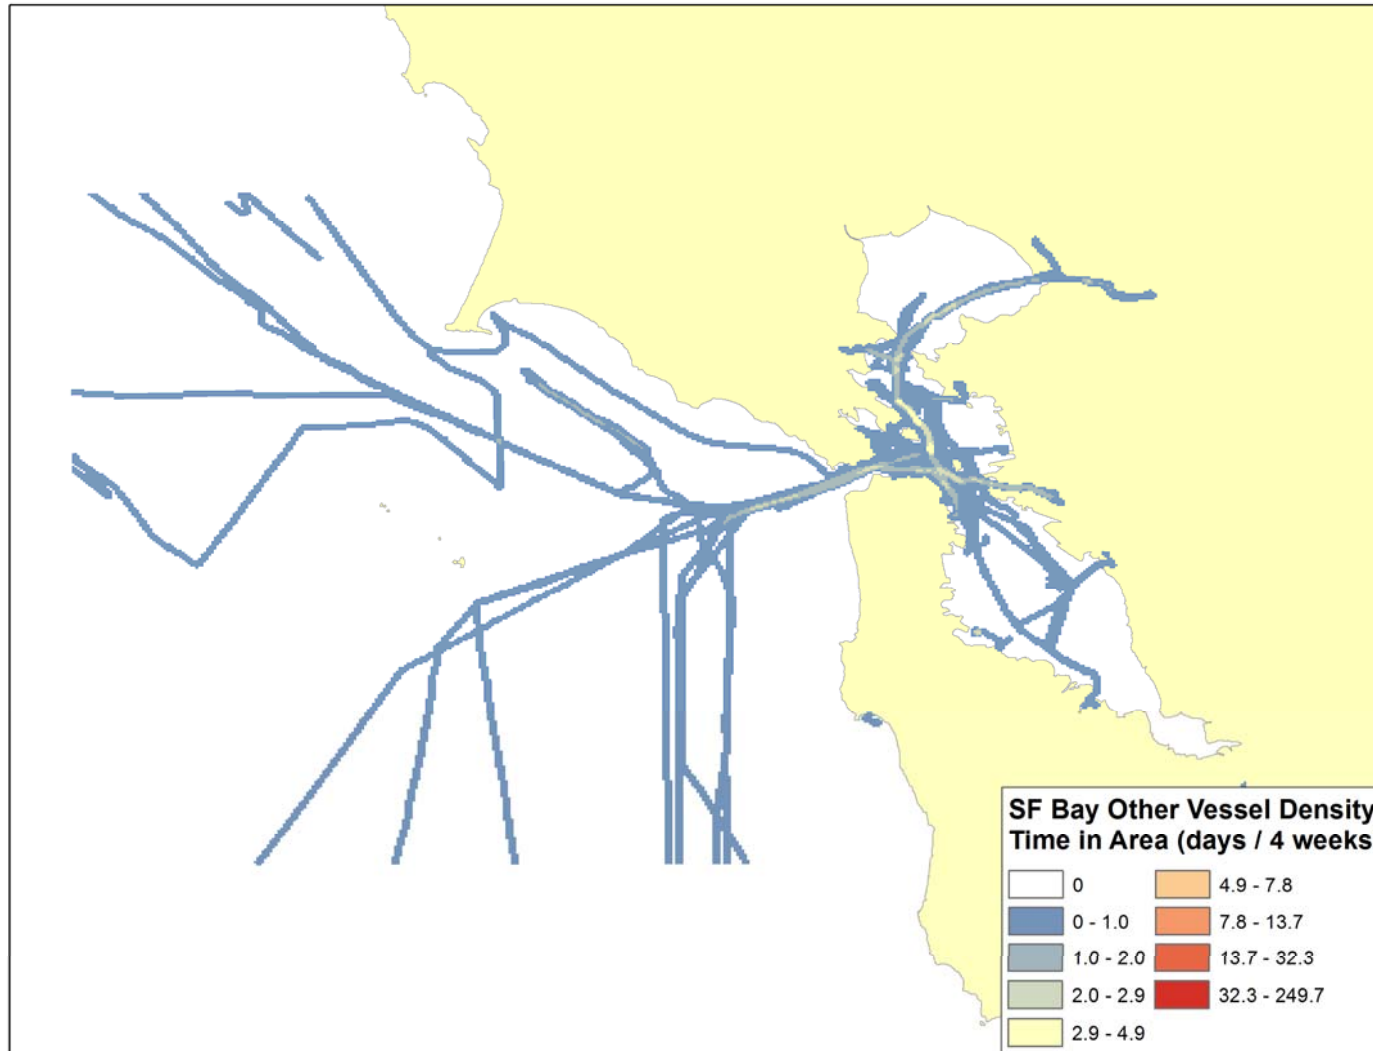 SF Bay Other Vessel Density
Time in Area (days / 4 weeks
0
0 - 1.0
1.0 - 2.0
2.0 - 2.9
2.9 - 4.9
4.9 - 7.8
7.8 - 13.7
13.7 - 32.3
32.3 - 249.7